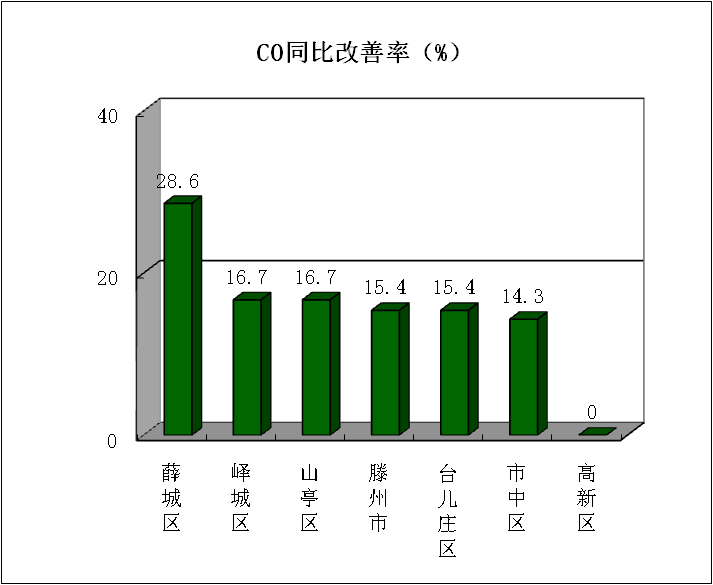 CO同比改善率（%）
40
20
0
28.6
16.7
16.7
15.4
15.4
14.3
0
薛城区
峄城区
山亭区
滕州市
台儿庄区
市中区
高新区